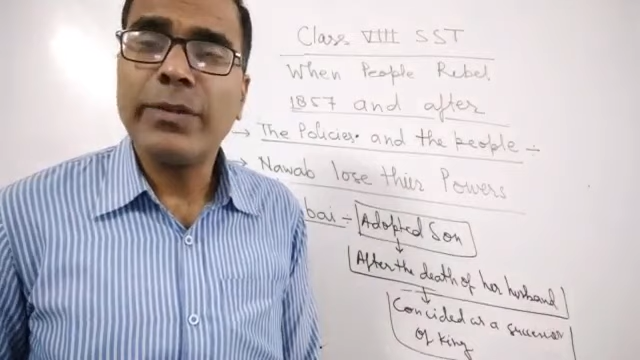 Class VIII SST
When People Rebel
1857 and after
→ The Policies. and the people ÷
→ Nawab lose their Powers
bai ÷ Adopted Son
After the death of her husband
Concided as a successor
of king